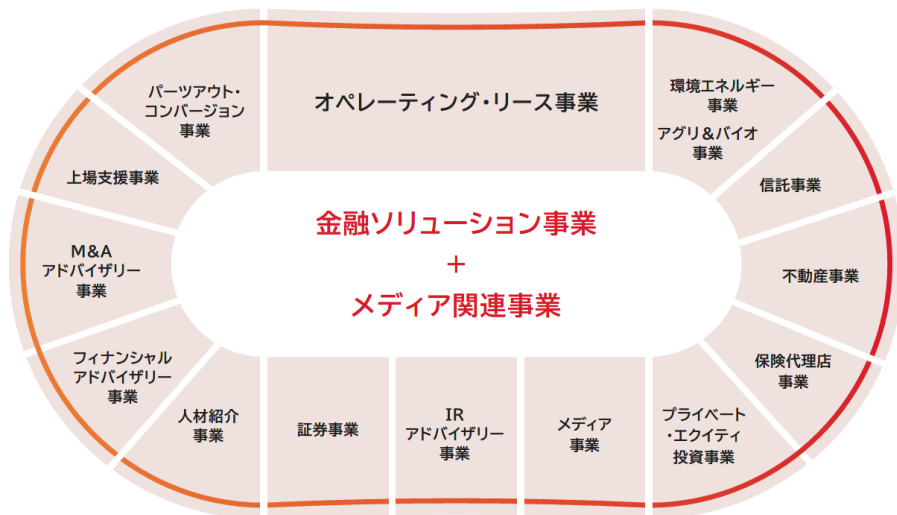 オペレーティング・リース事業
環境エネルギー
事業
アグリ&バイオ
事業
信託事業
不動産事業
保険代理店
事業
プライベート
・エクイティ
投資事業
メディア
事業
IR
アドバイザリー
事業
証券事業
人材紹介
事業
フィナンシャル
アドバイザリー
事業
M&A
アドバイザリー
事業
上場支援事業
パーツアウト・
コンバージョン
事業
金融ソリューション事業
+
メディア関連事業